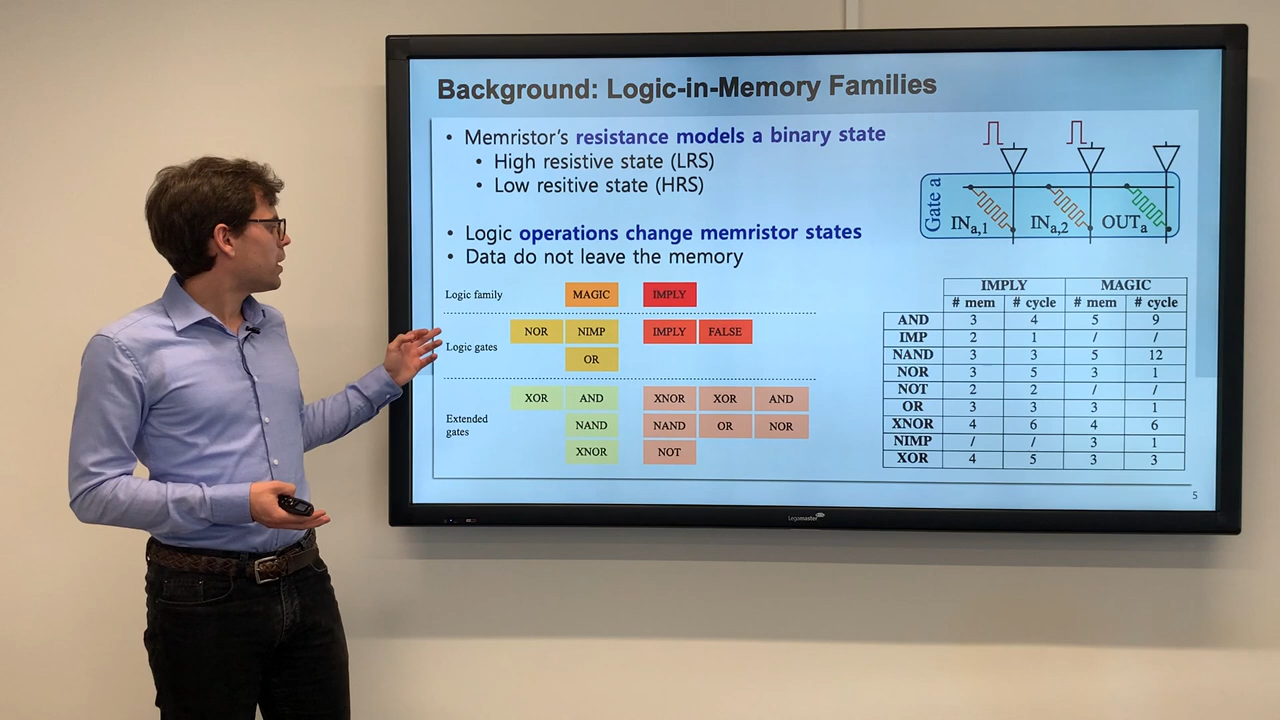 Background: Logic-in-Memory Families
• Memristor's resistance models a binary state
• High resistive state (LRS)
• Low resitive state (HRS)
• Logic operations change memristor states
• Data do not leave the memory
Gate a
INa,1 INa,2 OUTa
Logic family MAGIC IMPLY
Logic gates NOR NIMP IMPLY FALSE
OR
Extended gates XOR AND XNOR XOR AND
NAND NAND OR NOR
XNOR NOT
IMPLY MAGIC
# mem # cycle # mem # cycle
AND 3 4 5 9
IMP 2 1 / /
NAND 3 3 5 12
NOR 3 5 3 1
NOT 2 2 / /
OR 3 3 3 1
XNOR 4 6 4 6
NIMP / / 3 1
XOR 4 5 3 3
5
Legamaster